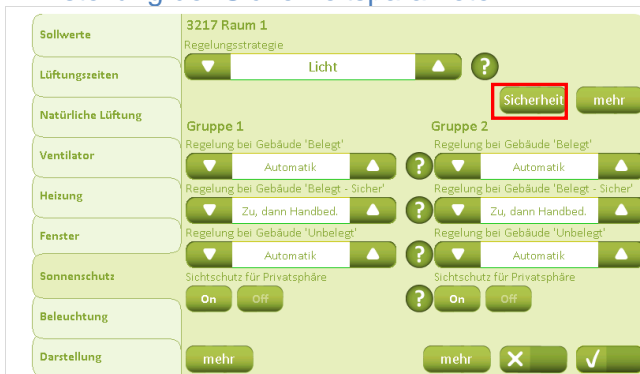 3217 Raum 1
Regelungsstrategie
Licht ?
Sicherheit mehr
Sollwerte
Lüftungszeiten
Natürliche Lüftung
Ventilator
Heizung
Fenster
Sonnenschutz
Beleuchtung
Darstellung
Gruppe 1
Regelung bei Gebäude 'Belegt'
Automatik ?
Regelung bei Gebäude 'Belegt - Sicher'
Zu, dann Handbed. ?
Regelung bei Gebäude 'Unbelegt'
Automatik ?
Sichtschutz für Privatsphäre
On Off ?
mehr
Gruppe 2
Regelung bei Gebäude 'Belegt'
Automatik
Regelung bei Gebäude 'Belegt - Sicher'
Zu, dann Handbed.
Regelung bei Gebäude 'Unbelegt'
Automatik
Sichtschutz für Privatsphäre
On Off
mehr